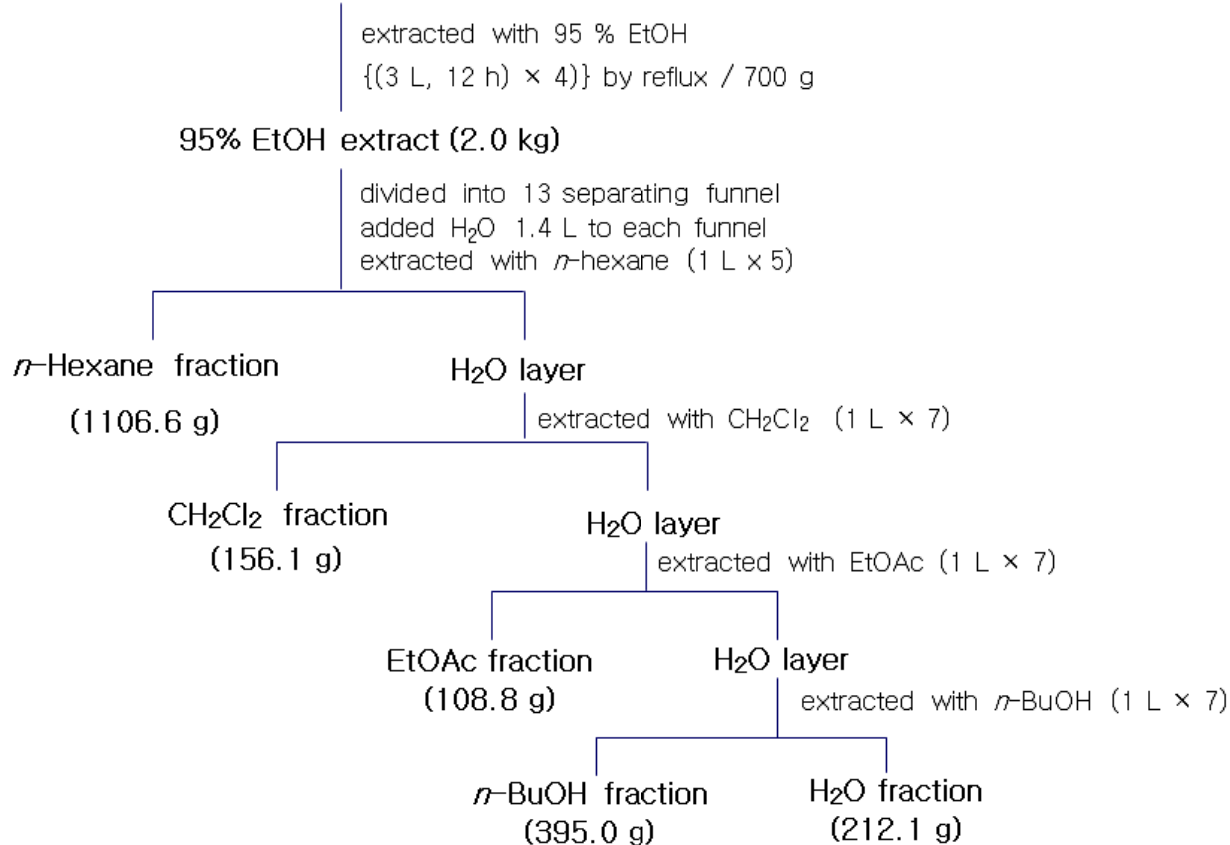 extracted with 95 % EtOH
{(3 L, 12 h) × 4)} by reflux / 700 g
95% EtOH extract (2.0 kg)
divided into 13 separating funnel
added H₂O 1.4 L to each funnel
extracted with n-hexane (1 L x 5)
n-Hexane fraction
(1106.6 g)
H₂O layer
extracted with CH₂Cl₂ (1 L × 7)
CH₂Cl₂ fraction
(156.1 g)
H₂O layer
extracted with EtOAc (1 L × 7)
EtOAc fraction
(108.8 g)
H₂O layer
extracted with n-BuOH (1 L × 7)
n-BuOH fraction
(395.0 g)
H₂O fraction
(212.1 g)